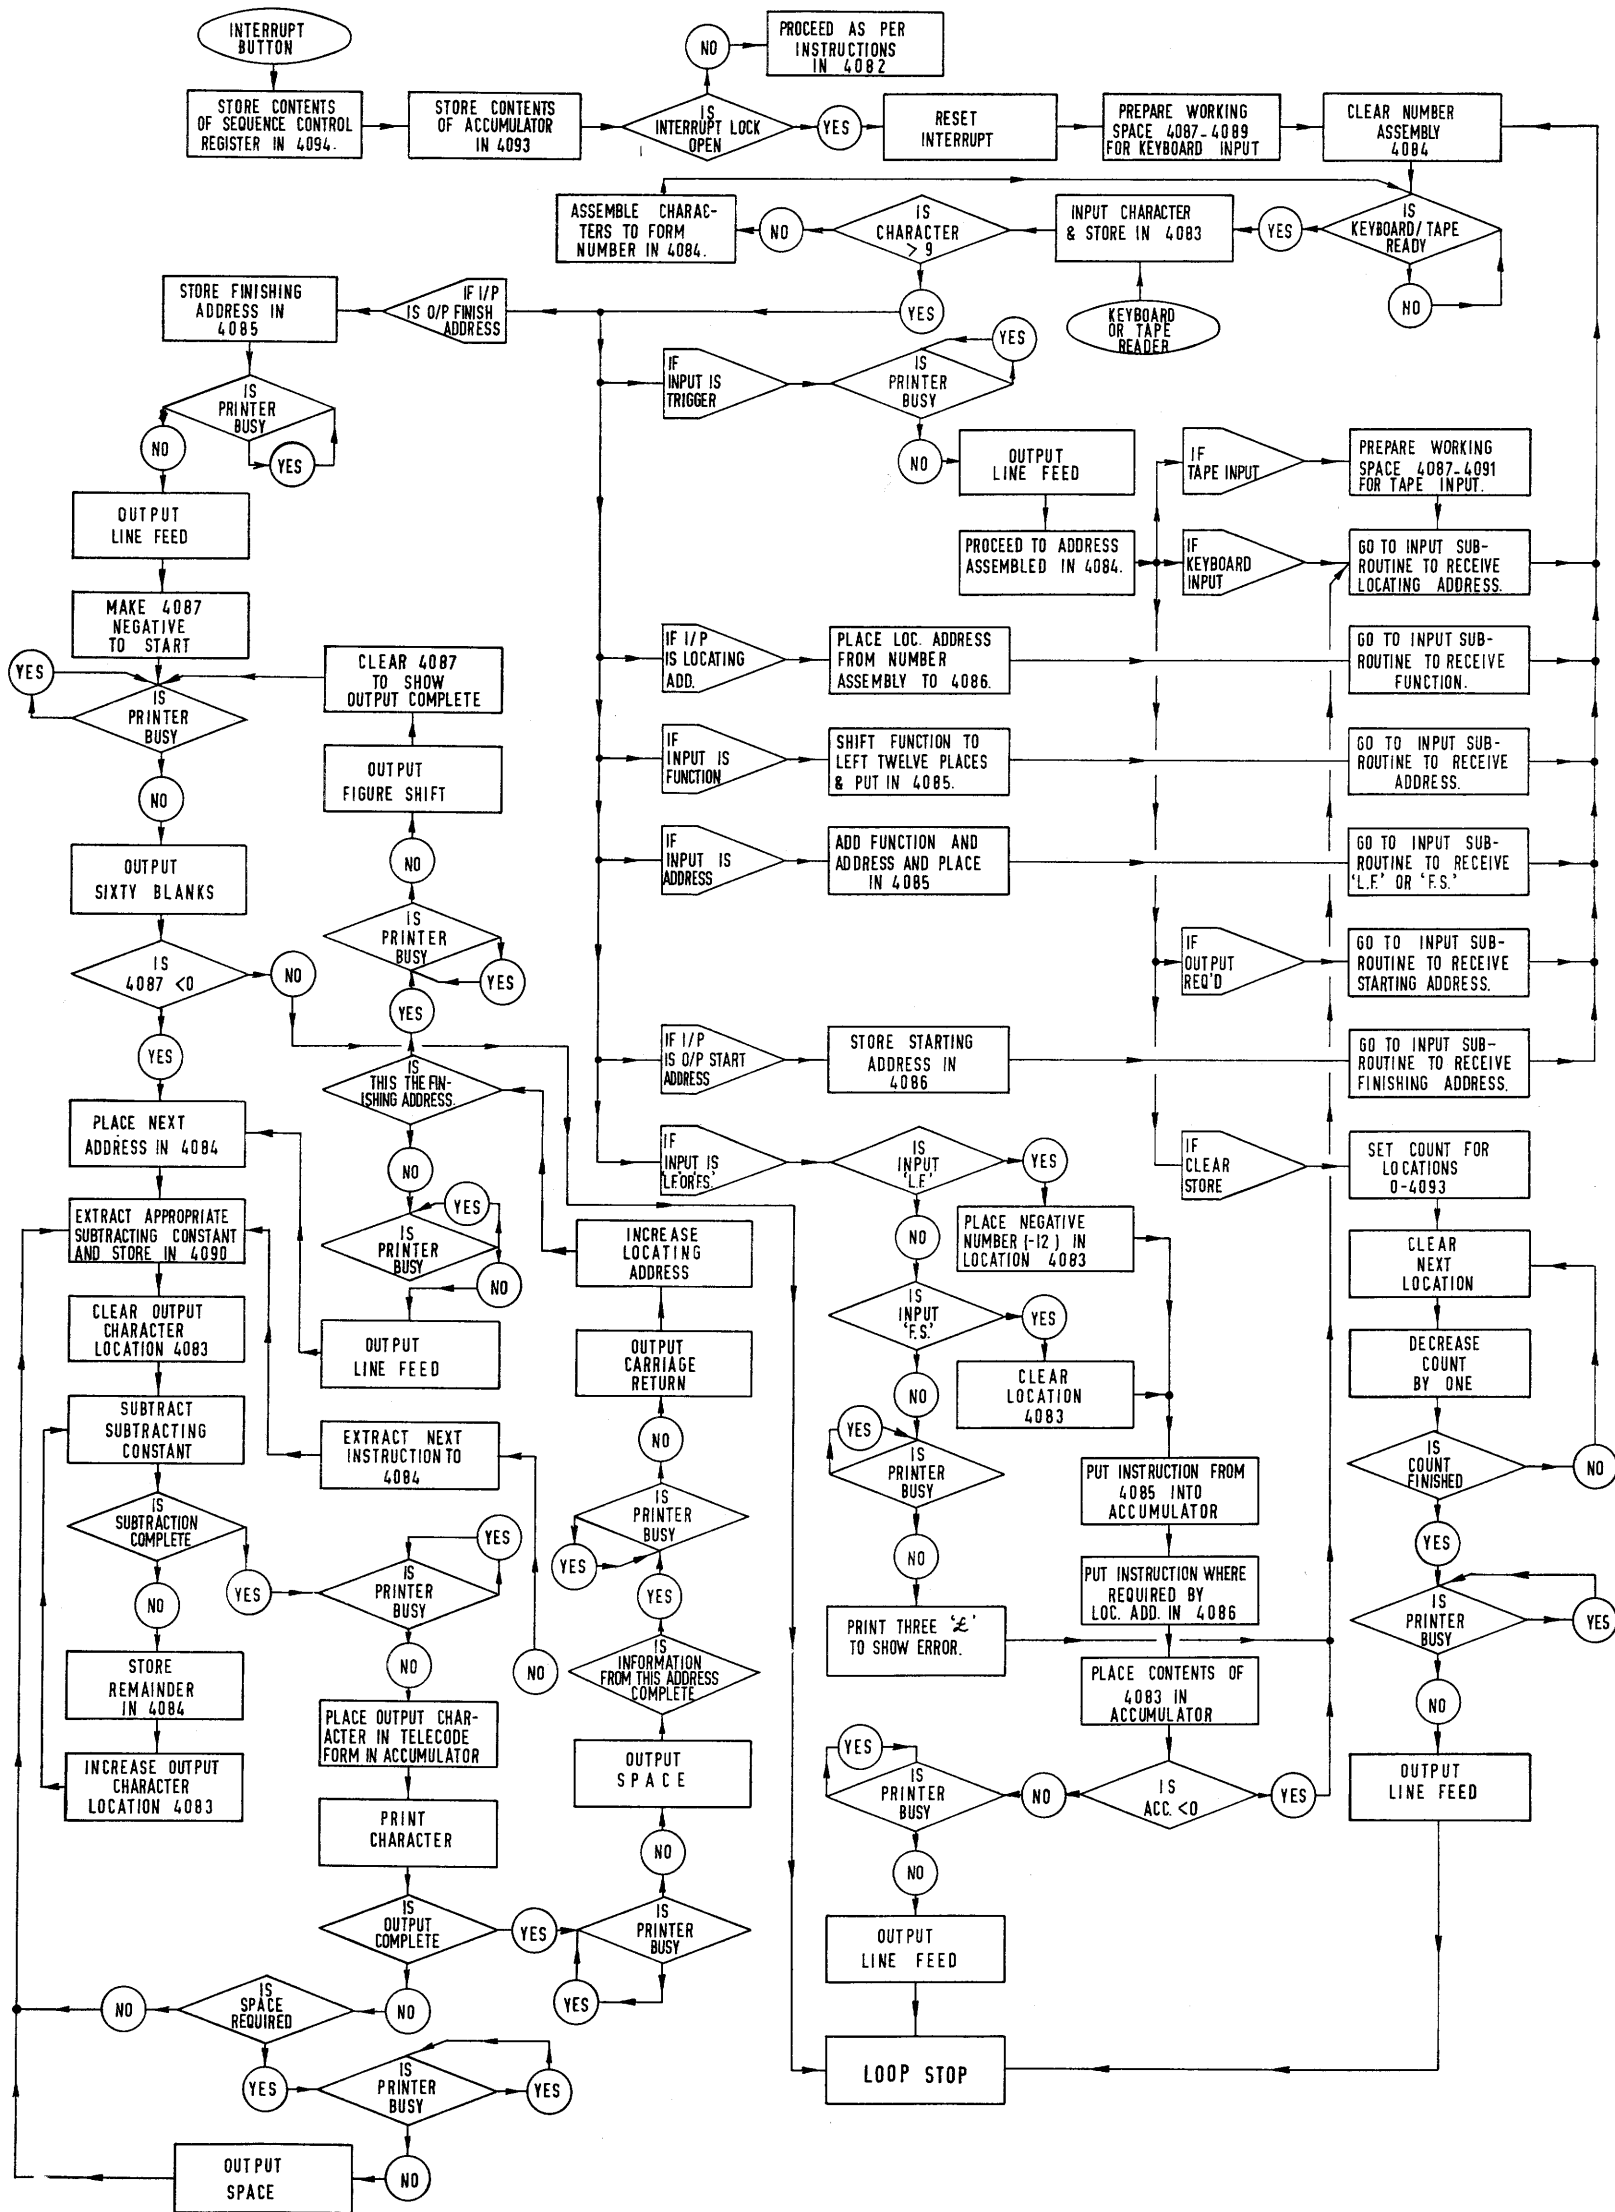 INTERRUPT
BUTTON
STORE CONTENTS
OF SEQUENCE CONTROL
REGISTER IN 4094.
STORE CONTENTS
OF ACCUMULATOR
IN 4093
IS
INTERRUPT LOCK
OPEN
NO
PROCEED AS PER
INSTRUCTIONS
IN 4082
YES
RESET
INTERRUPT
PREPARE WORKING
SPACE 4087-4089
FOR KEYBOARD INPUT
CLEAR NUMBER
ASSEMBLY
4084
ASSEMBLE CHARAC-
TERS TO FORM
NUMBER IN 4084.
NO
IS
CHARACTER
> 9
INPUT CHARACTER
& STORE IN 4083
YES
IS
KEYBOARD/TAPE
READY
NO
YES
KEYBOARD
OR TAPE
READER
STORE FINISHING
ADDRESS IN
4085
IF I/P
IS O/P FINISH
ADDRESS
IS
PRINTER
BUSY
NO
YES
OUTPUT
LINE FEED
MAKE 4087
NEGATIVE
TO START
YES
IS
PRINTER
BUSY
CLEAR 4087
TO SHOW
OUTPUT COMPLETE
NO
OUTPUT
FIGURE SHIFT
NO
OUTPUT
SIXTY BLANKS
IS
PRINTER
BUSY
YES
IS
4087 <0
NO
YES
YES
IS
THIS THE FIN-
ISHING ADDRESS.
PLACE NEXT
ADDRESS IN 4084
NO
YES
IS
PRINTER
BUSY
NO
EXTRACT APPROPRIATE
SUBTRACTING CONSTANT
AND STORE IN 4090
INCREASE
LOCATING
ADDRESS
CLEAR OUTPUT
CHARACTER
LOCATION 4083
OUTPUT
LINE FEED
OUTPUT
CARRIAGE
RETURN
SUBTRACT
SUBTRACTING
CONSTANT
EXTRACT NEXT
INSTRUCTION TO
4084
NO
IS
SUBTRACTION
COMPLETE
IS
PRINTER
BUSY
YES
YES
YES
IS
PRINTER
BUSY
YES
NO
NO
NO
IS
INFORMATION
FROM THIS ADDRESS
COMPLETE
STORE
REMAINDER
IN 4084
PLACE OUTPUT CHAR-
ACTER IN TELECODE
FORM IN ACCUMULATOR
INCREASE OUTPUT
CHARACTER
LOCATION 4083
OUTPUT
SPACE
PRINT
CHARACTER
NO
IS
OUTPUT
COMPLETE
YES
IS
PRINTER
BUSY
YES
NO
IS
SPACE
REQUIRED
NO
YES
IS
PRINTER
BUSY
YES
NO
OUTPUT
SPACE
IF
INPUT IS
TRIGGER
YES
IS
PRINTER
BUSY
NO
OUTPUT
LINE FEED
PROCEED TO ADDRESS
ASSEMBLED IN 4084.
IF
TAPE INPUT
PREPARE WORKING
SPACE 4087-4091
FOR TAPE INPUT.
IF
KEYBOARD
INPUT
GO TO INPUT SUB-
ROUTINE TO RECEIVE
LOCATING ADDRESS.
IF I/P
IS LOCATING
ADD.
PLACE LOC. ADDRESS
FROM NUMBER
ASSEMBLY TO 4086.
GO TO INPUT SUB-
ROUTINE TO RECEIVE
FUNCTION.
IF
INPUT IS
FUNCTION
SHIFT FUNCTION TO
LEFT TWELVE PLACES
& PUT IN 4085.
GO TO INPUT SUB-
ROUTINE TO RECEIVE
ADDRESS.
IF
INPUT IS
ADDRESS
ADD FUNCTION AND
ADDRESS AND PLACE
IN 4085
GO TO INPUT SUB-
ROUTINE TO RECEIVE
'L.F.' OR 'F.S.'
IF
OUTPUT
REQ'D
GO TO INPUT SUB-
ROUTINE TO RECEIVE
STARTING ADDRESS.
IF I/P
IS O/P START
ADDRESS
STORE STARTING
ADDRESS IN
4086
GO TO INPUT SUB-
ROUTINE TO RECEIVE
FINISHING ADDRESS.
IF
INPUT IS
'L.F.' OR 'F.S.'
IS
INPUT
'L.F.'
YES
IF
CLEAR
STORE
SET COUNT FOR
LOCATIONS
0-4093
NO
PLACE NEGATIVE
NUMBER (-12) IN
LOCATION 4083
CLEAR
NEXT
LOCATION
IS
INPUT
'F.S.'
YES
DECREASE
COUNT
BY ONE
NO
CLEAR
LOCATION
4083
YES
IS
PRINTER
BUSY
IS
COUNT
FINISHED
NO
PUT INSTRUCTION FROM
4085 INTO
ACCUMULATOR
NO
YES
PUT INSTRUCTION WHERE
REQUIRED BY
LOC. ADD. IN 4086
IS
PRINTER
BUSY
YES
PRINT THREE '£'
TO SHOW ERROR.
PLACE CONTENTS OF
4083 IN
ACCUMULATOR
NO
YES
IS
PRINTER
BUSY
NO
IS
ACC. <0
YES
OUTPUT
LINE FEED
NO
OUTPUT
LINE FEED
LOOP STOP